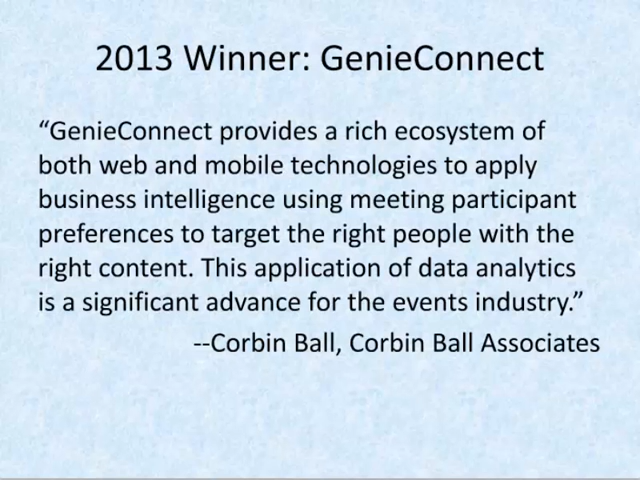 2013 Winner: GenieConnect
“GenieConnect provides a rich ecosystem of
both web and mobile technologies to apply
business intelligence using meeting participant
preferences to target the right people with the
right content. This application of data analytics
is a significant advance for the events industry.”
--Corbin Ball, Corbin Ball Associates